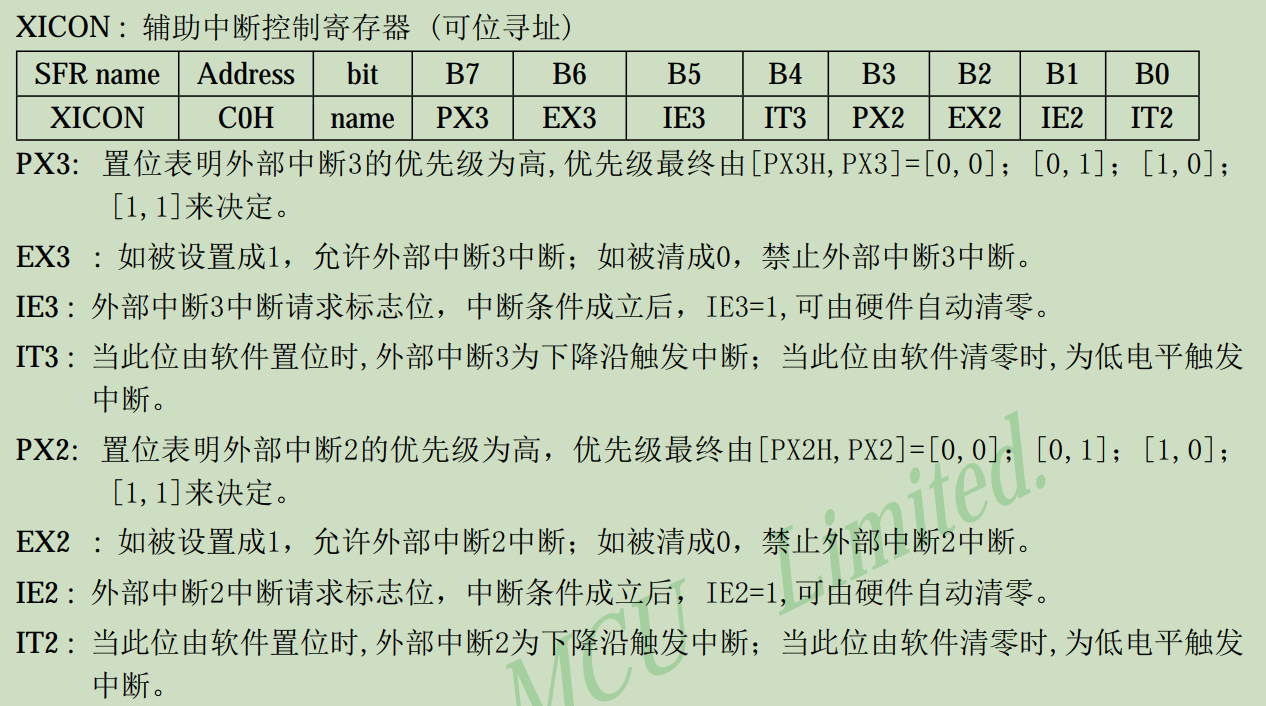 XICON: 辅助中断控制寄存器 (可位寻址)
SFR name Address bit B7 B6 B5 B4 B3 B2 B1 B0
XICON C0H name PX3 EX3 IE3 IT3 PX2 EX2 IE2 IT2
PX3: 置位表明外部中断3的优先级为高,优先级最终由[PX3H,PX3]=[0,0]; [0,1]; [1,0];
[1,1]来决定。
EX3 : 如被设置成1，允许外部中断3中断；如被清成0，禁止外部中断3中断。
IE3 : 外部中断3中断请求标志位，中断条件成立后，IE3=1,可由硬件自动清零。
IT3 : 当此位由软件置位时,外部中断3为下降沿触发中断；当此位由软件清零时,为低电平触发
中断。
PX2: 置位表明外部中断2的优先级为高，优先级最终由[PX2H,PX2]=[0,0]; [0,1]; [1,0];
[1,1]来决定。
EX2 : 如被设置成1，允许外部中断2中断；如被清成0，禁止外部中断2中断。
IE2 : 外部中断2中断请求标志位，中断条件成立后，IE2=1,可由硬件自动清零。
IT2 : 当此位由软件置位时,外部中断2为下降沿触发中断；当此位由软件清零时,为低电平触发
中断。
MCU Limited.